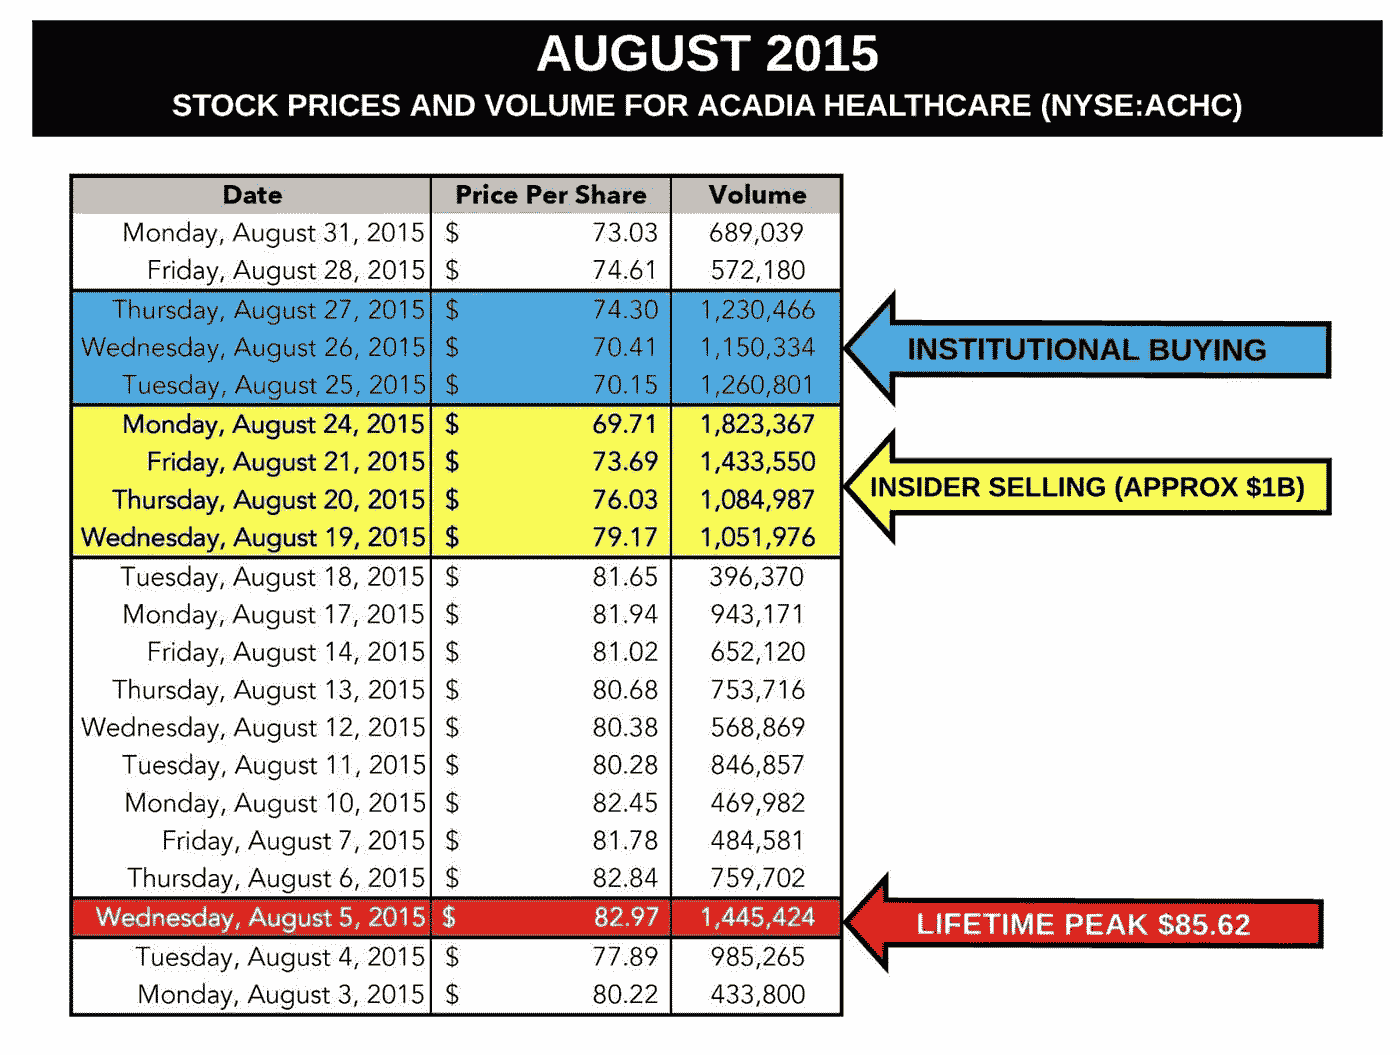 AUGUST 2015
STOCK PRICES AND VOLUME FOR ACADIA HEALTHCARE (NYSE:ACHC)
Date Price Per Share Volume
Monday, August 31, 2015 $ 73.03 689,039
Friday, August 28, 2015 $ 74.61 572,180
Thursday, August 27, 2015 $ 74.30 1,230,466
Wednesday, August 26, 2015 $ 70.41 1,150,334
INSTITUTIONAL BUYING
Tuesday, August 25, 2015 $ 70.15 1,260,801
Monday, August 24, 2015 $ 69.71 1,823,367
Friday, August 21, 2015 $ 73.69 1,433,550
INSIDER SELLING (APPROX $1B)
Thursday, August 20, 2015 $ 76.03 1,084,987
Wednesday, August 19, 2015 $ 79.17 1,051,976
Tuesday, August 18, 2015 $ 81.65 396,370
Monday, August 17, 2015 $ 81.94 943,171
Friday, August 14, 2015 $ 81.02 652,120
Thursday, August 13, 2015 $ 80.68 753,716
Wednesday, August 12, 2015 $ 80.38 568,869
Tuesday, August 11, 2015 $ 80.28 846,857
Monday, August 10, 2015 $ 82.45 469,982
Friday, August 7, 2015 $ 81.78 484,581
Thursday, August 6, 2015 $ 82.84 759,702
Wednesday, August 5, 2015 $ 82.97 1,445,424
LIFETIME PEAK $85.62
Tuesday, August 4, 2015 $ 77.89 985,265
Monday, August 3, 2015 $ 80.22 433,800